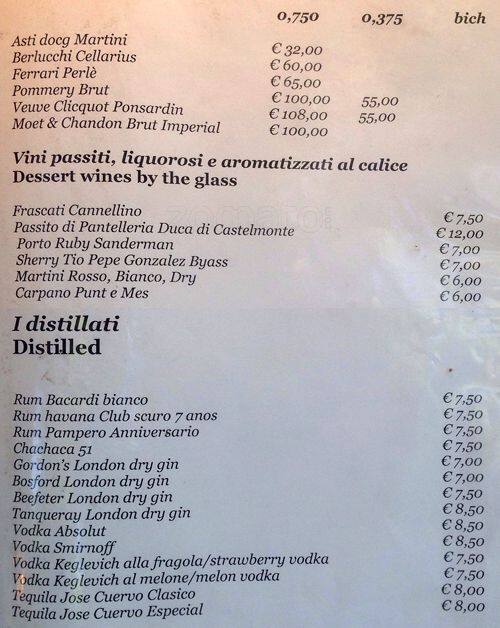 0,750 0,375 bich
Asti docg Martini € 32,00
Berlucchi Cellarius € 60,00
Ferrari Perlè € 65,00
Pommery Brut € 100,00 55,00
Veuve Clicquot Ponsardin € 108,00 55,00
Moet & Chandon Brut Imperial € 100,00
Vini passiti, liquorosi e aromatizzati al calice
Dessert wines by the glass
zomato
Frascati Cannellino € 7,50
Passito di Pantelleria Duca di Castelmonte € 12,00
Porto Ruby Sanderman € 7,00
Sherry Tio Pepe Gonzalez Byass € 7,00
Martini Rosso, Bianco, Dry € 6,00
Carpano Punt e Mes € 6,00
I distillati
Distilled
Rum Bacardi bianco € 7,50
Rum havana Club scuro 7 anos € 7,50
Rum Pampero Anniversario € 7,50
Chachaca 51 € 7,50
Gordon's London dry gin € 7,00
Bosford London dry gin € 7,00
Beefeter London dry gin € 7,50
Tanqueray London dry gin € 8,50
Vodka Absolut € 8,50
Vodka Smirnoff € 8,50
Vodka Keglevich alla fragola/strawberry vodka € 7,50
Vodka Keglevich al melone/melon vodka € 7,50
Tequila Jose Cuervo Clasico € 8,00
Tequila Jose Cuervo Especial € 8,00